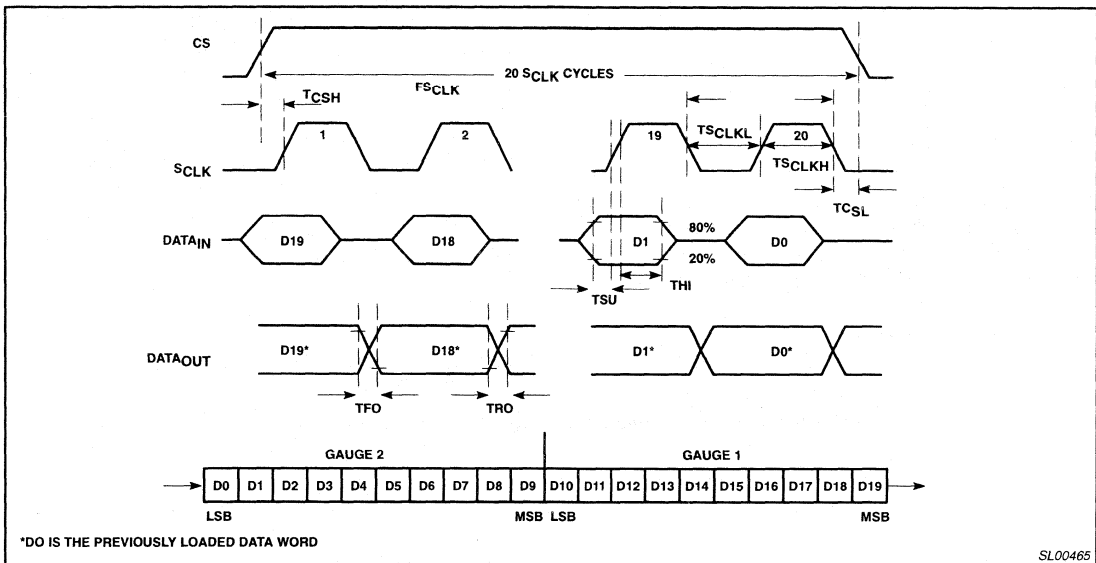 CS
20 SCLK CYCLES
FSCLK
TCSH
1
2
19
20
TSCLKL
TSCLKH
SCLK
TCSL
DATAIN
D19
D18
D1
D0
80%
20%
TSU
THI
DATAOUT
D19*
D18*
D1*
D0*
TFO
TRO
GAUGE 2
GAUGE 1
D0 D1 D2 D3 D4 D5 D6 D7 D8 D9 D10 D11 D12 D13 D14 D15 D16 D17 D18 D19
LSB MSB LSB MSB
*DO IS THE PREVIOUSLY LOADED DATA WORD
SL00465